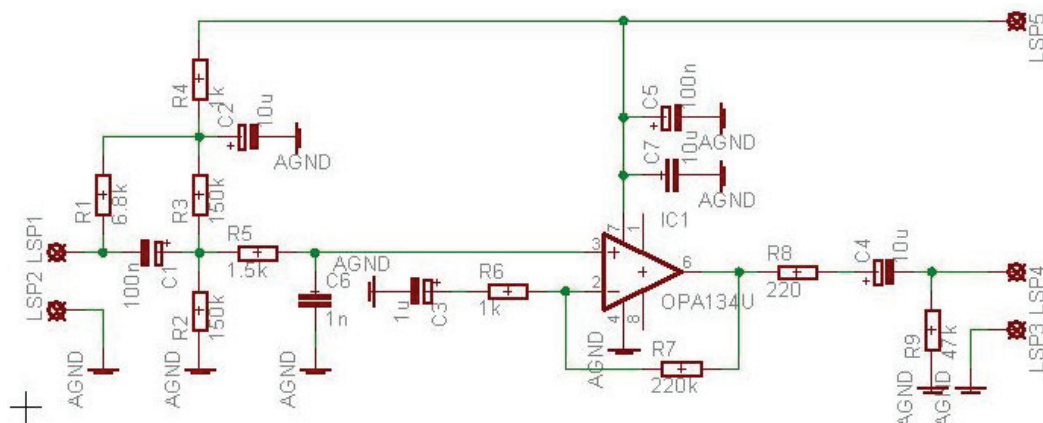 LSP5
R4
1k
C2
10u
AGND
C5
100n
AGND
C7
10u
AGND
R1
6.8k
R3
150k
LSP1
100n
C1
R5
1.5k
AGND
C6
1n
1u
C3
R6
1k
IC1
3
2
7
1
6
4
8
OPA134U
R8
220
C4
10u
LSP4
LSP2
AGND
R2
150k
AGND
AGND
AGND
R7
220k
R9
47k
AGND
AGND
LSP3